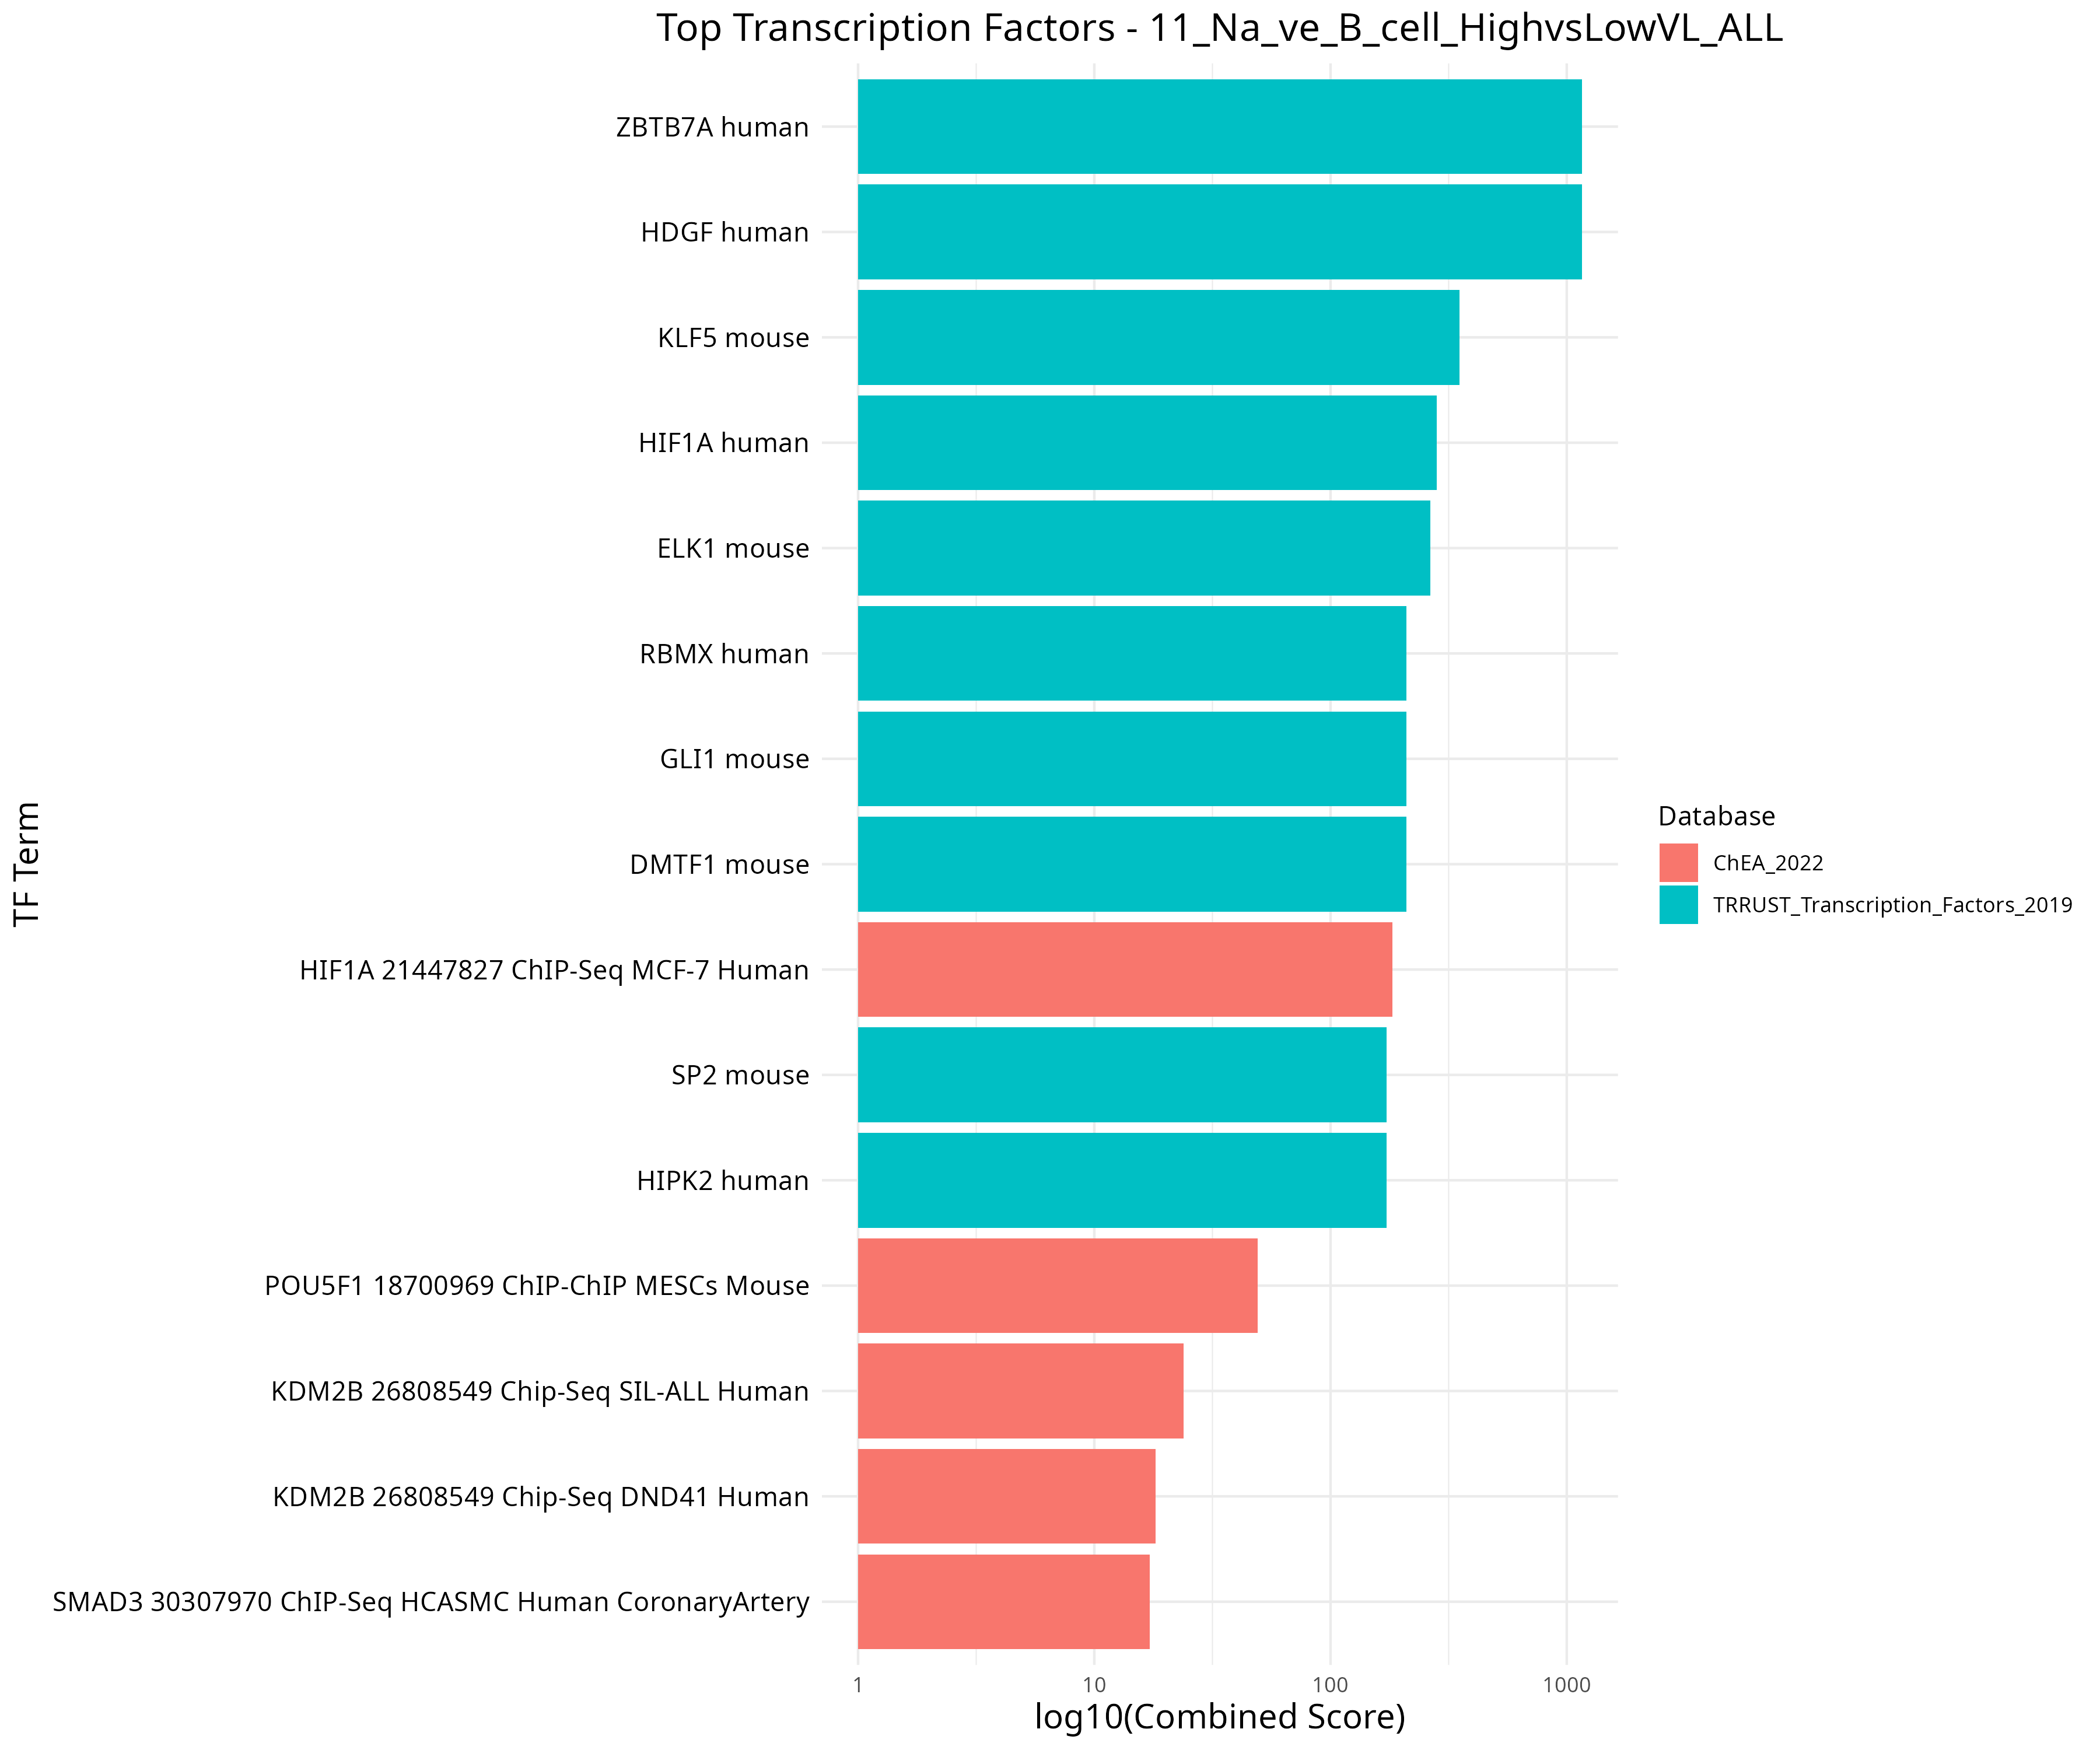 Top Transcription Factors - 11_Na_ve_B_cell_HighvsLowVL_ALL
TF Term
ZBTB7A human
HDGF human
KLF5 mouse
HIF1A human
ELK1 mouse
RBMX human
GLI1 mouse
DMTF1 mouse
HIF1A 21447827 ChIP-Seq MCF-7 Human
SP2 mouse
HIPK2 human
POU5F1 18700969 ChIP-ChIP MESCs Mouse
KDM2B 26808549 Chip-Seq SIL-ALL Human
KDM2B 26808549 Chip-Seq DND41 Human
SMAD3 30307970 ChIP-Seq HCASMC Human CoronaryArtery
1 10 100 1000
log10(Combined Score)
Database
ChEA_2022
TRRUST_Transcription_Factors_2019